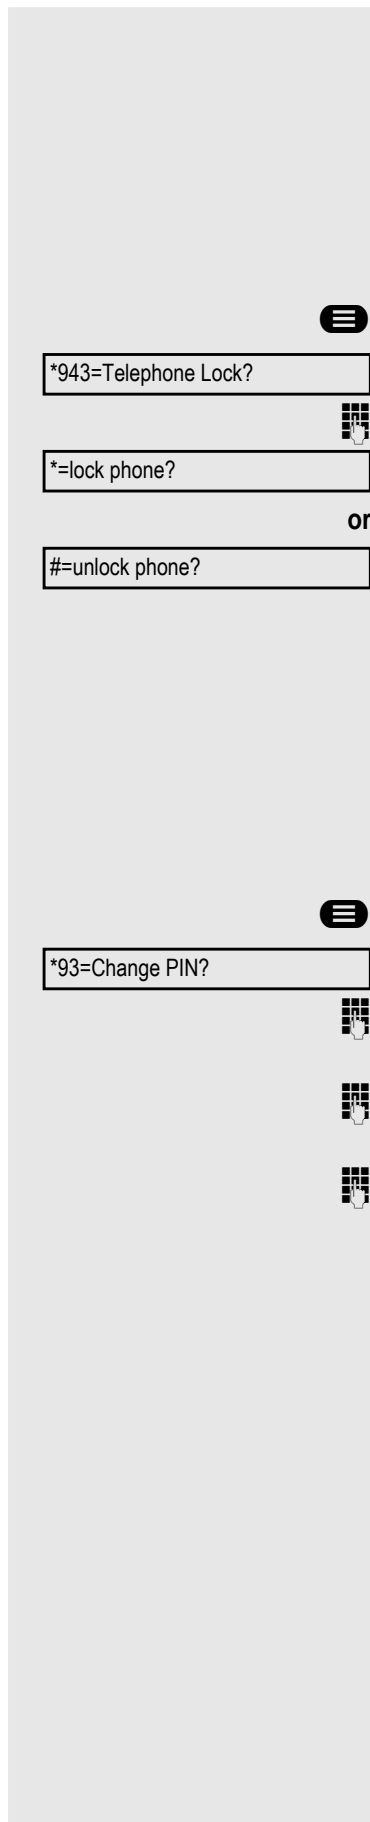 *943=Telephone Lock?
*=lock phone?
or
#=unlock phone?
*93=Change PIN?